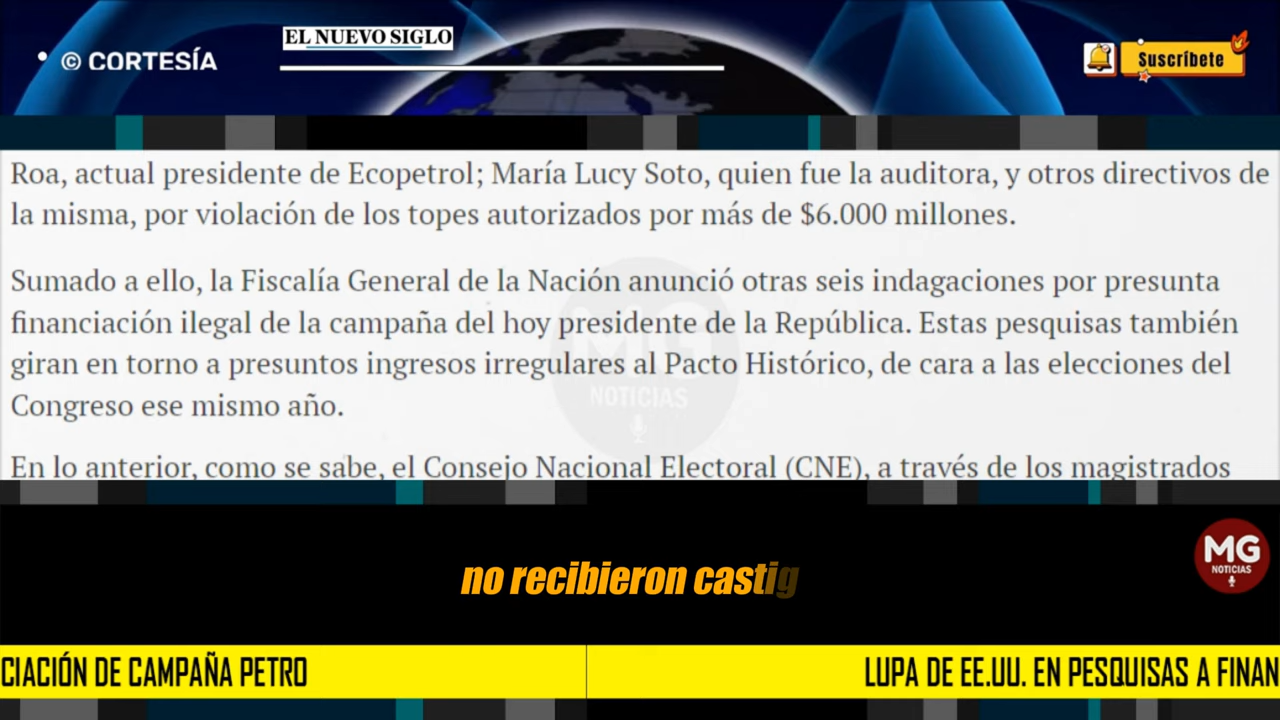 © CORTESÍA
EL NUEVO SIGLO
Suscríbete
Roa, actual presidente de Ecopetrol; María Lucy Soto, quien fue la auditora, y otros directivos de
la misma, por violación de los topes autorizados por más de $6.000 millones.
Sumado a ello, la Fiscalía General de la Nación anunció otras seis indagaciones por presunta
financiación ilegal de la campaña del hoy presidente de la República. Estas pesquisas también
giran en torno a presuntos ingresos irregulares al Pacto Histórico, de cara a las elecciones del
Congreso ese mismo año.
En lo anterior, como se sabe, el Consejo Nacional Electoral (CNE), a través de los magistrados
MG
NOTICIAS
no recibieron castig
MG
NOTICIAS
CIACIÓN DE CAMPAÑA PETRO
LUPA DE EE.UU. EN PESQUISAS A FINAN